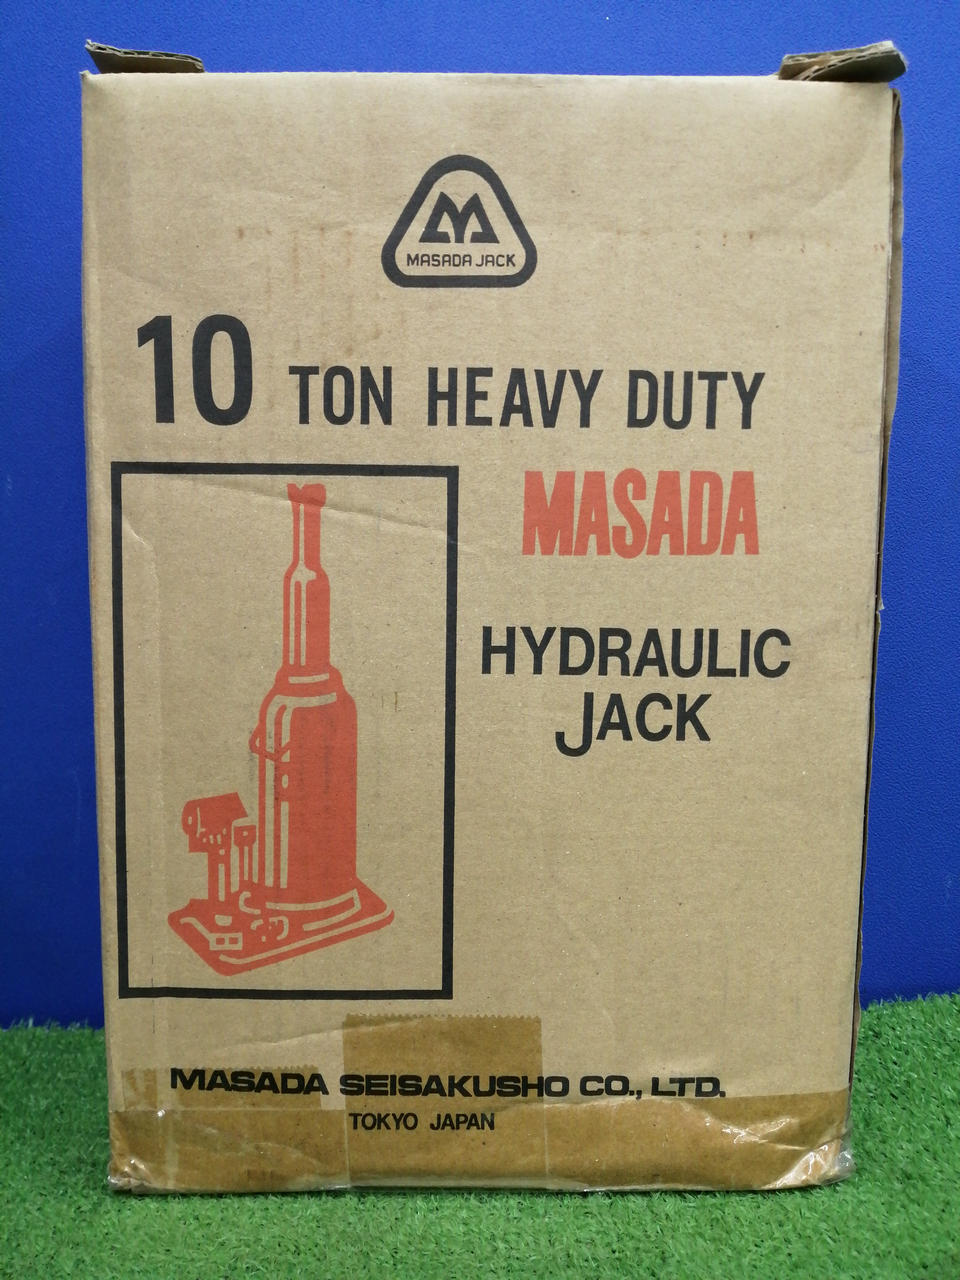 MASADA JACK
10 TON HEAVY DUTY
MASADA
HYDRAULIC
JACK
MASADA SEISAKUSHO CO., LTD.
TOKYO JAPAN